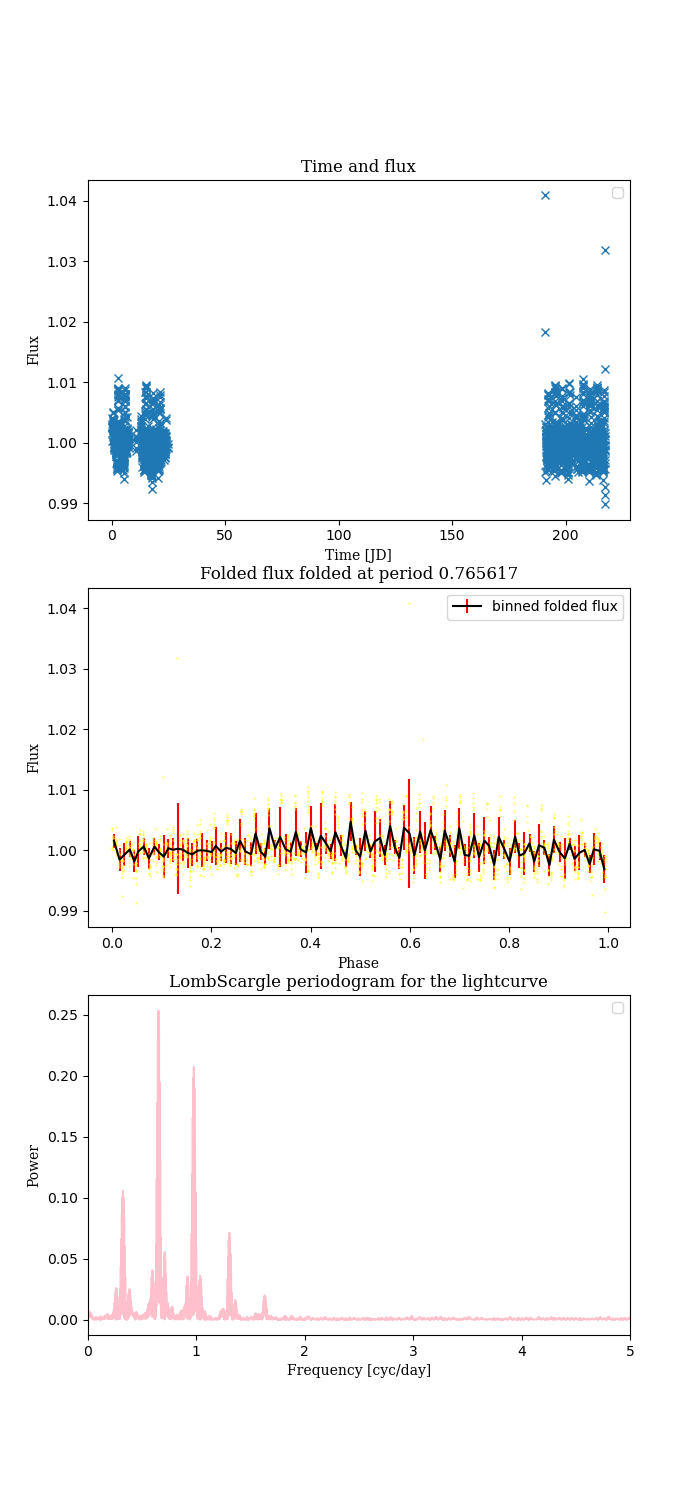 Time and flux
1.04
1.03
1.02
1.01
1.00
0.99
Flux
0 50 100 150 200
Time [JD]
Folded flux folded at period 0.765617
binned folded flux
1.04
1.03
1.02
1.01
1.00
0.99
Flux
0.0 0.2 0.4 0.6 0.8 1.0
Phase
LombScargle periodogram for the lightcurve
0.25
0.20
0.15
0.10
0.05
0.00
Power
0 1 2 3 4 5
Frequency [cyc/day]